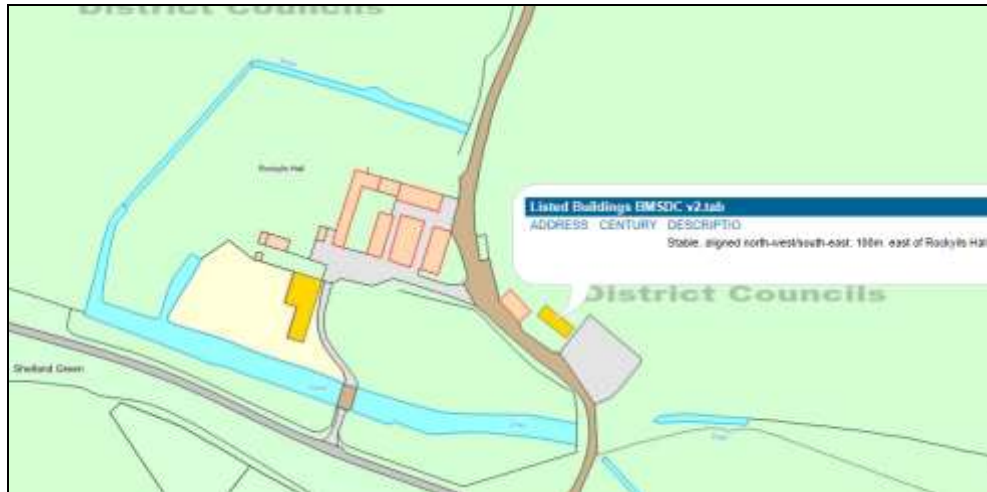 District Councils
Rockylls Hall
Listed Buildings BMSDC v2.tab
ADDRESS CENTURY DESCRIPTIO
Stable, aligned north-west/south-east; 100m. east of Rockylls Hal
District Councils
Shelland Green